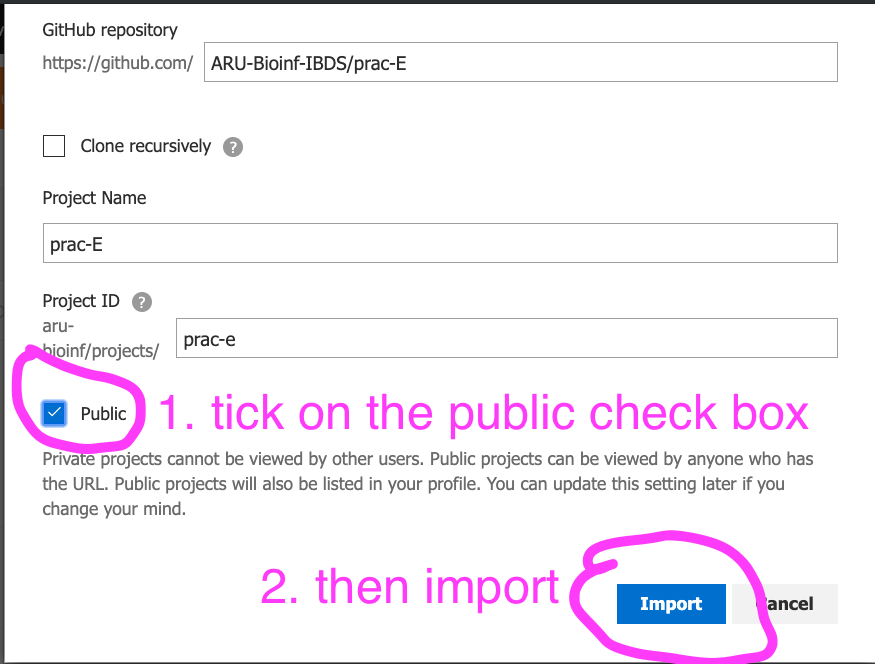 GitHub repository
https://github.com/ ARU-Bioinf-IBDS/prac-E
Clone recursively ?
Project Name
prac-E
Project ID ?
aru-
bioinf/projects/ prac-e
Public 1. tick on the public check box
Private projects cannot be viewed by other users. Public projects can be viewed by anyone who has
the URL. Public projects will also be listed in your profile. You can update this setting later if you
change your mind.
2. then import
Import Cancel